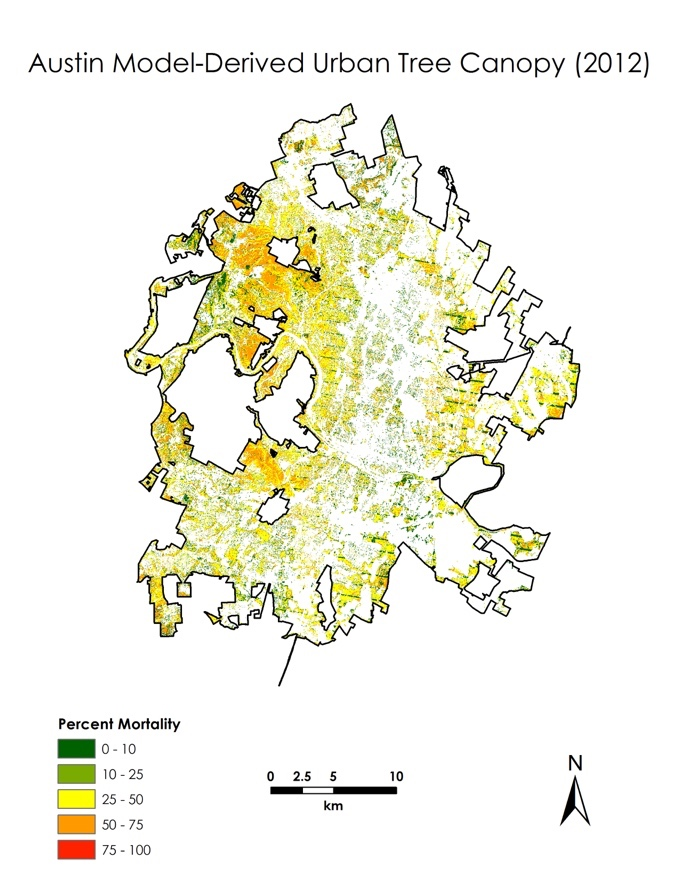 Austin Model-Derived Urban Tree Canopy (2012)
Percent Mortality
0 - 10
10 - 25
25 - 50
50 - 75
75 - 100
0 2.5 5 10
km
N